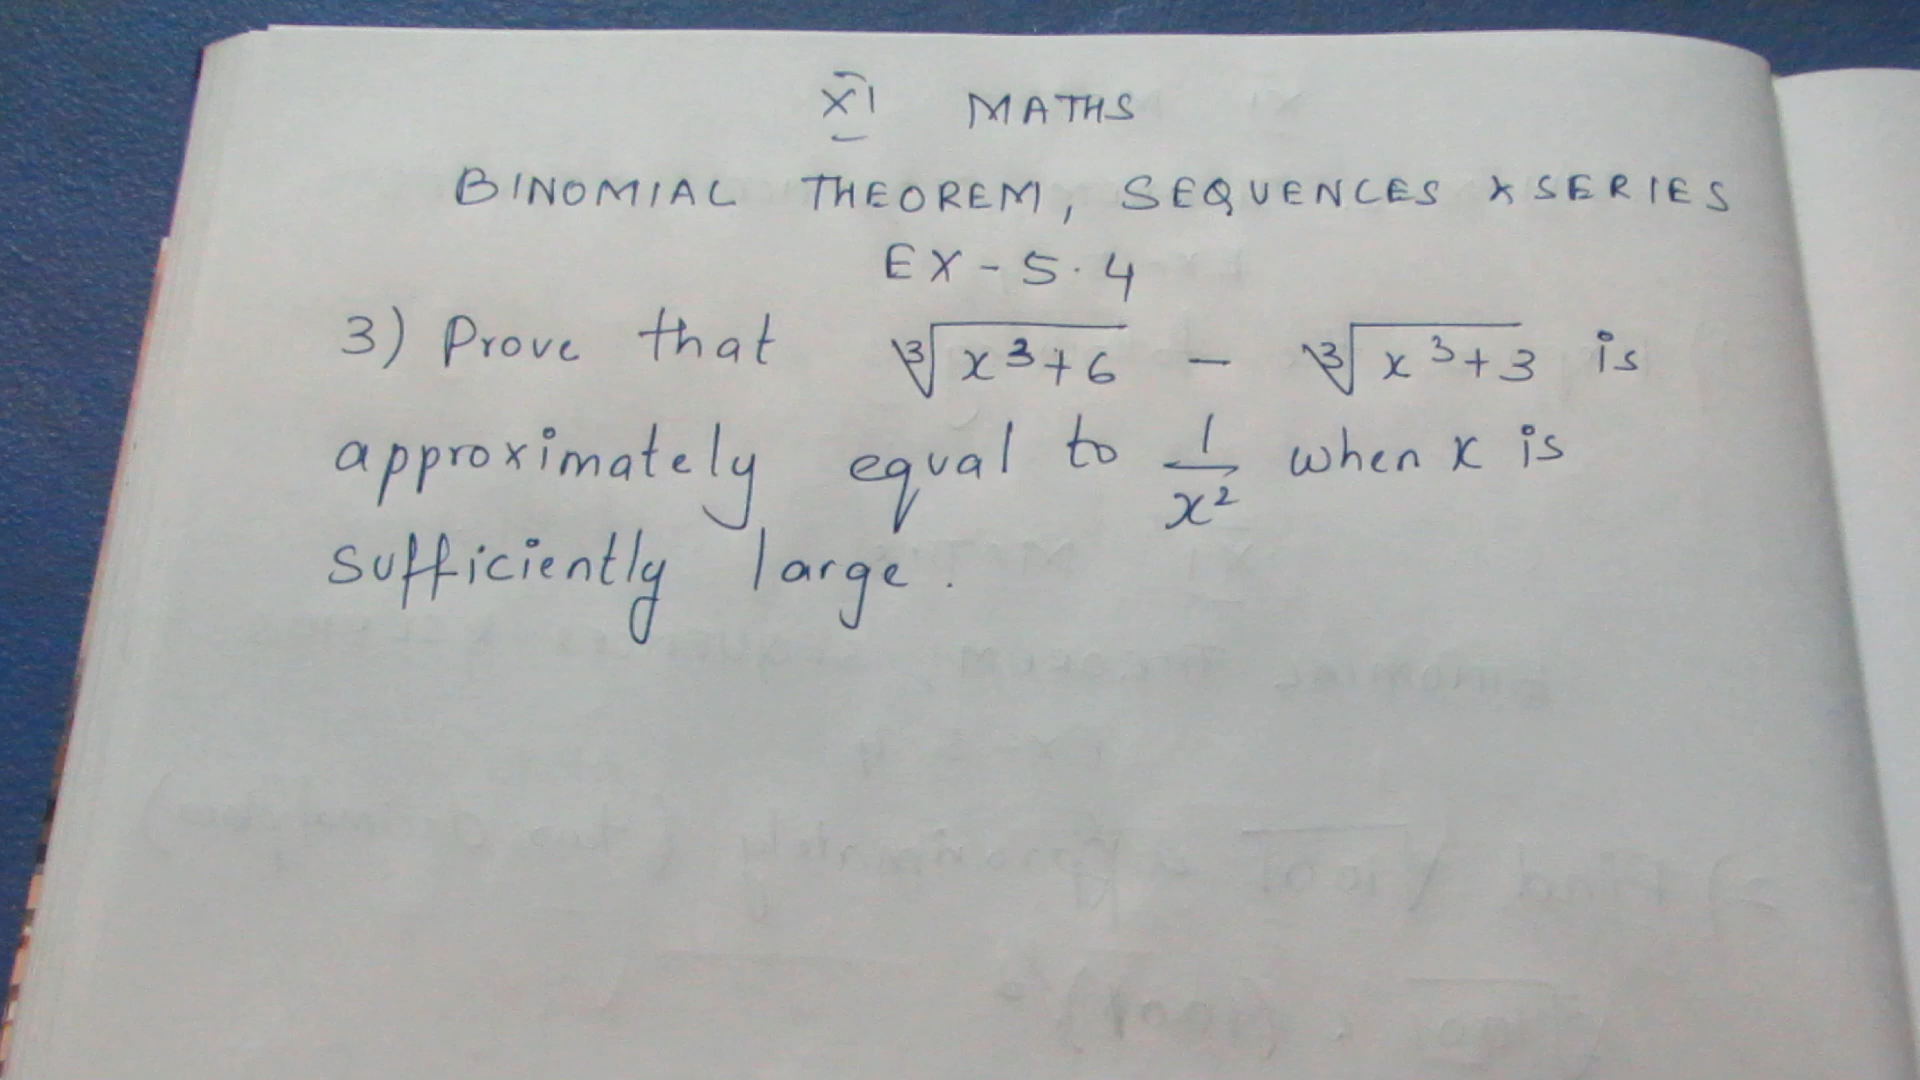 XI MATHS
BINOMIAL THEOREM, SEQUENCES & SERIES
EX - 5.4
3) Prove that ∛(x³+6) - ∛(x³+3) is
approximately equal to 1/x² when x is
sufficiently large.